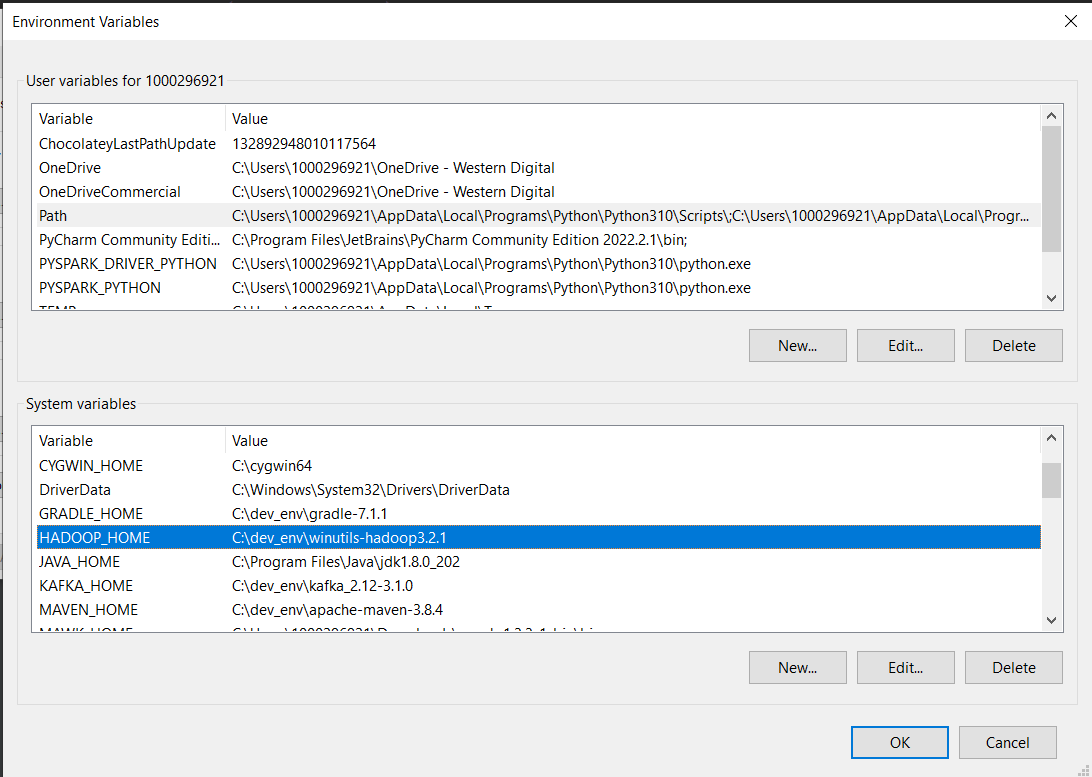 Environment Variables
User variables for 1000296921
Variable Value
ChocolateyLastPathUpdate 132892948010117564
OneDrive C:\Users\1000296921\OneDrive - Western Digital
OneDriveCommercial C:\Users\1000296921\OneDrive - Western Digital
Path C:\Users\1000296921\AppData\Local\Programs\Python\Python310\Scripts\;C:\Users\1000296921\AppData\Local\Progr...
PyCharm Community Editi... C:\Program Files\JetBrains\PyCharm Community Edition 2022.2.1\bin;
PYSPARK_DRIVER_PYTHON C:\Users\1000296921\AppData\Local\Programs\Python\Python310\python.exe
PYSPARK_PYTHON C:\Users\1000296921\AppData\Local\Programs\Python\Python310\python.exe
New... Edit... Delete
System variables
Variable Value
CYGWIN_HOME C:\cygwin64
DriverData C:\Windows\System32\Drivers\DriverData
GRADLE_HOME C:\dev_env\gradle-7.1.1
HADOOP_HOME C:\dev_env\winutils-hadoop3.2.1
JAVA_HOME C:\Program Files\Java\jdk1.8.0_202
KAFKA_HOME C:\dev_env\kafka_2.12-3.1.0
MAVEN_HOME C:\dev_env\apache-maven-3.8.4
New... Edit... Delete
OK Cancel